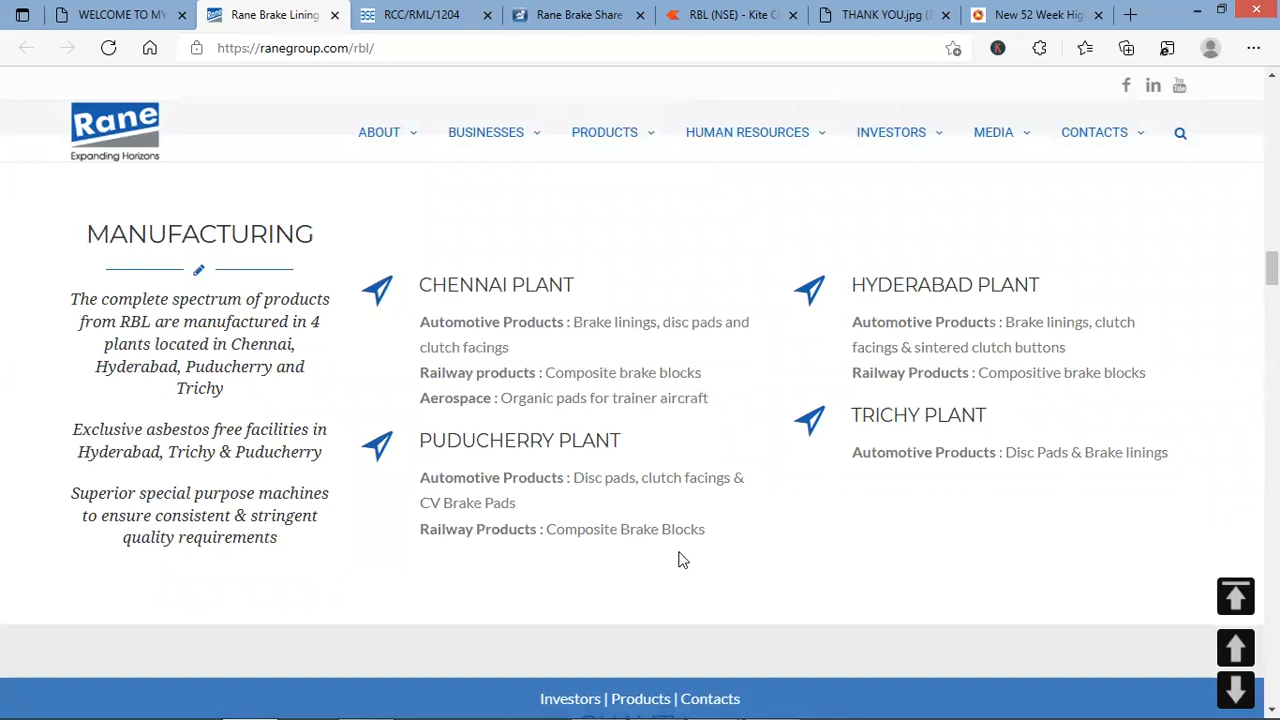 WELCOME TO MY
Rane Brake Lining
RCC/RML/1204
Rane Brake Share
RBL (NSE) - Kite C
THANK YOU.jpg (
New 52 Week Hig
https://ranegroup.com/rbl/
Rane
Expanding Horizons
ABOUT
BUSINESSES
PRODUCTS
HUMAN RESOURCES
INVESTORS
MEDIA
CONTACTS
MANUFACTURING
The complete spectrum of products
from RBL are manufactured in 4
plants located in Chennai,
Hyderabad, Puducherry and
Trichy
Exclusive asbestos free facilities in
Hyderabad, Trichy & Puducherry
Superior special purpose machines
to ensure consistent & stringent
quality requirements
CHENNAI PLANT
Automotive Products : Brake linings, disc pads and
clutch facings
Railway products : Composite brake blocks
Aerospace : Organic pads for trainer aircraft
PUDUCHERRY PLANT
Automotive Products : Disc pads, clutch facings &
CV Brake Pads
Railway Products : Composite Brake Blocks
HYDERABAD PLANT
Automotive Products : Brake linings, clutch
facings & sintered clutch buttons
Railway Products : Compositive brake blocks
TRICHY PLANT
Automotive Products : Disc Pads & Brake linings
Investors | Products | Contacts